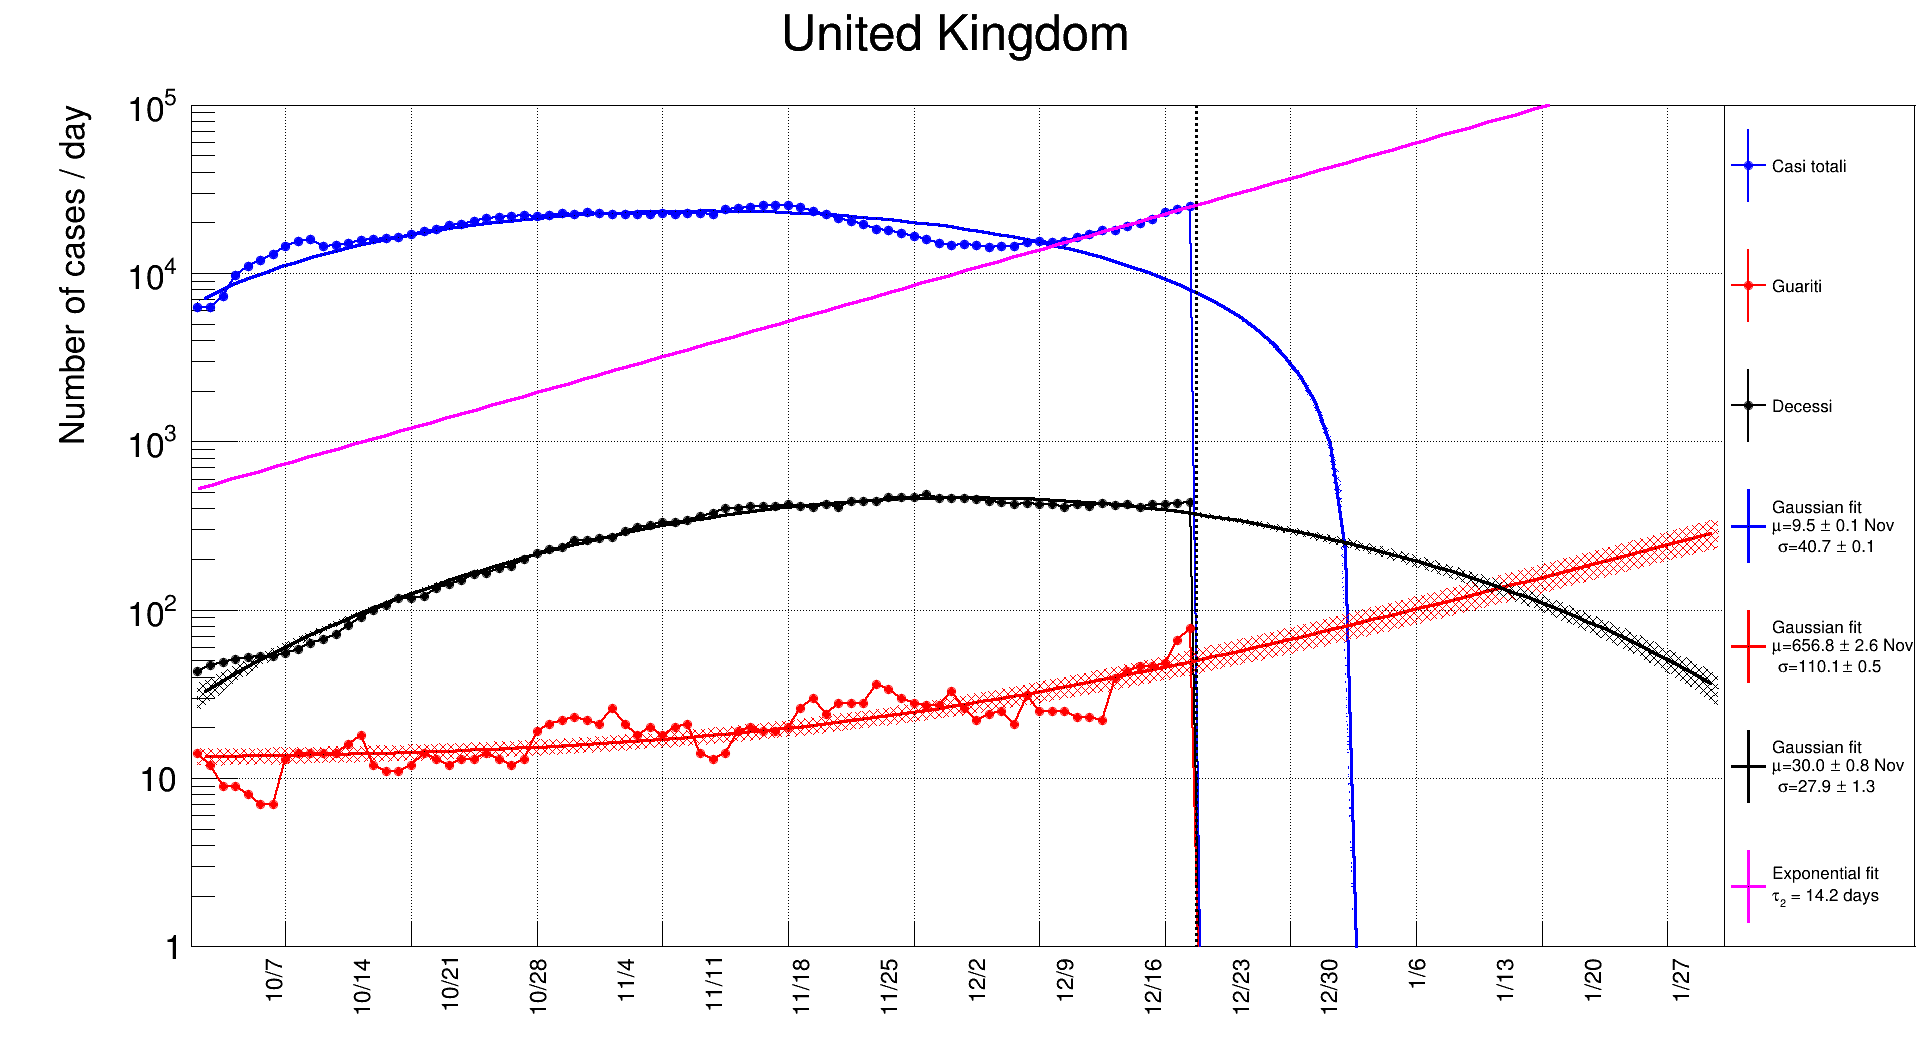 United Kingdom
Number of cases / day
10^5
10^4
10^3
10^2
10
1
10/7
10/14
10/21
10/28
11/4
11/11
11/18
11/25
12/2
12/9
12/16
12/23
12/30
1/6
1/13
1/20
1/27
Casi totali
Guariti
Decessi
Gaussian fit
μ=9.5 ± 0.1 Nov
σ=40.7 ± 0.1
Gaussian fit
μ=656.8 ± 2.6 Nov
σ=110.1 ± 0.5
Gaussian fit
μ=30.0 ± 0.8 Nov
σ=27.9 ± 1.3
Exponential fit
τ₂ = 14.2 days